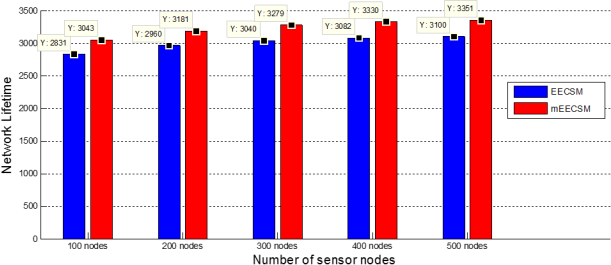 Network Lifetime
3500
3000
2500
2000
1500
1000
500
0
Y: 2831
Y: 3043
Y: 2960
Y: 3181
Y: 3040
Y: 3279
Y: 3082
Y: 3330
Y: 3100
Y: 3351
EECSM
mEECSM
100 nodes
200 nodes
300 nodes
400 nodes
500 nodes
Number of sensor nodes